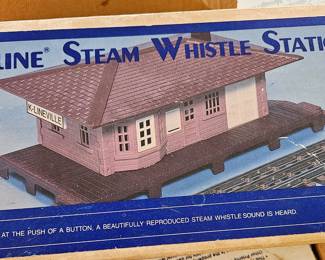 LINE® STEAM WHISTLE STATIO
K-LINEVILLE
AT THE PUSH OF A BUTTON, A BEAUTIFULLY REPRODUCED STEAM WHISTLE SOUND IS HEARD.